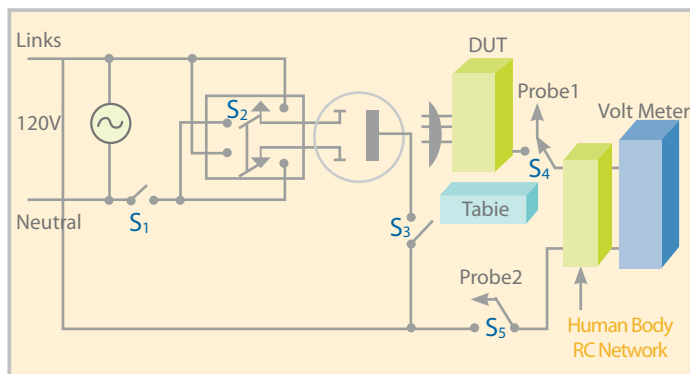 Links
DUT
Probe1
Volt Meter
120V
S2
S4
Neutral
S1
S3
Tabie
Probe2
S5
Human Body
RC Network